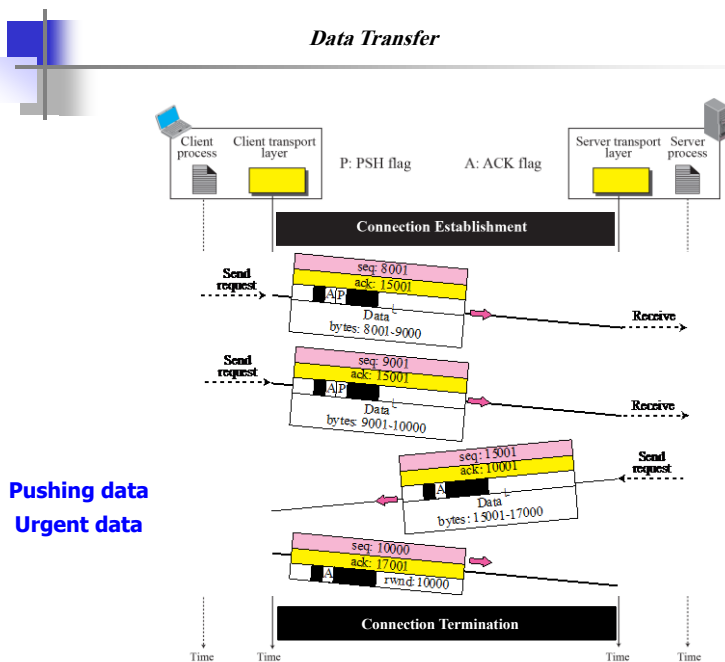 Data Transfer
Client
process
Client transport
layer
P: PSH flag
A: ACK flag
Server transport
layer
Server
process
Connection Establishment
Send
request
seq: 8001
ack: 15001
A P
Data
bytes: 8001-9000
Receive
Send
request
seq: 9001
ack: 15001
A P
Data
bytes: 9001-10000
Receive
Send
request
seq: 15001
ack: 10001
A
Data
bytes: 15001-17000
Pushing data
Urgent data
seq: 10000
ack: 17001
A
rwnd: 10000
Connection Termination
Time
Time
Time
Time